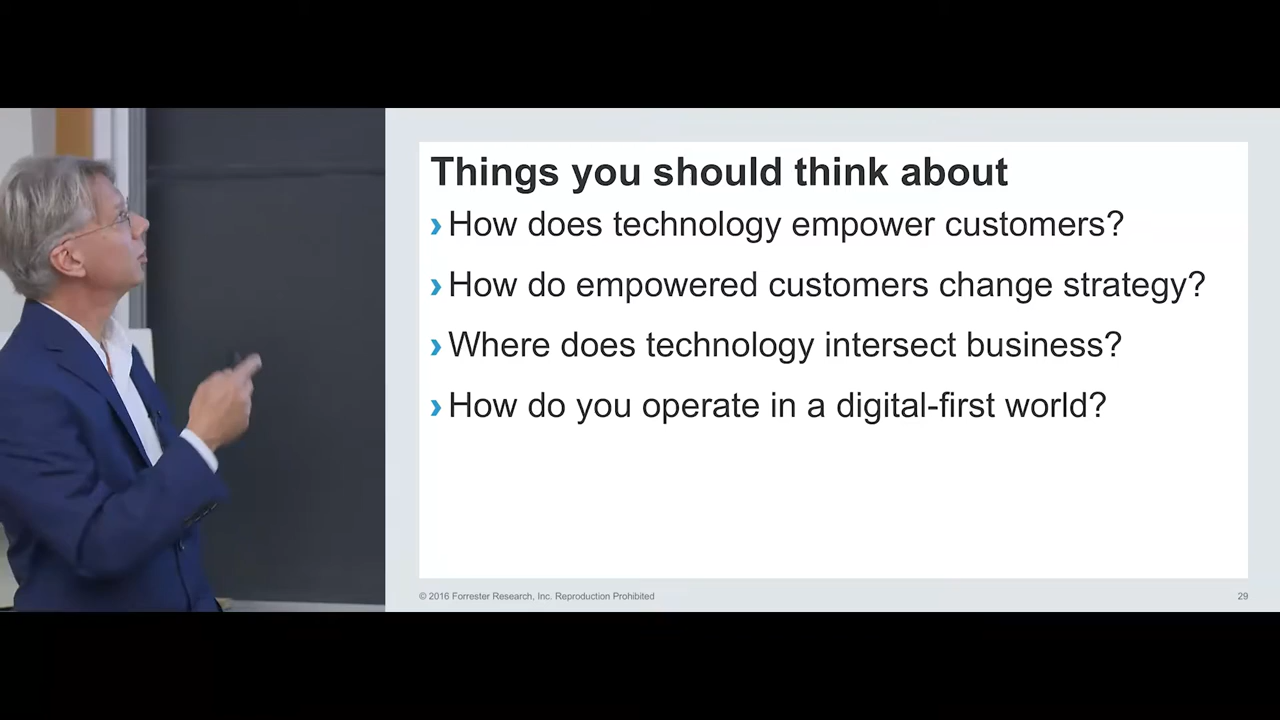 Things you should think about
› How does technology empower customers?
› How do empowered customers change strategy?
› Where does technology intersect business?
› How do you operate in a digital-first world?
© 2016 Forrester Research, Inc. Reproduction Prohibited
29